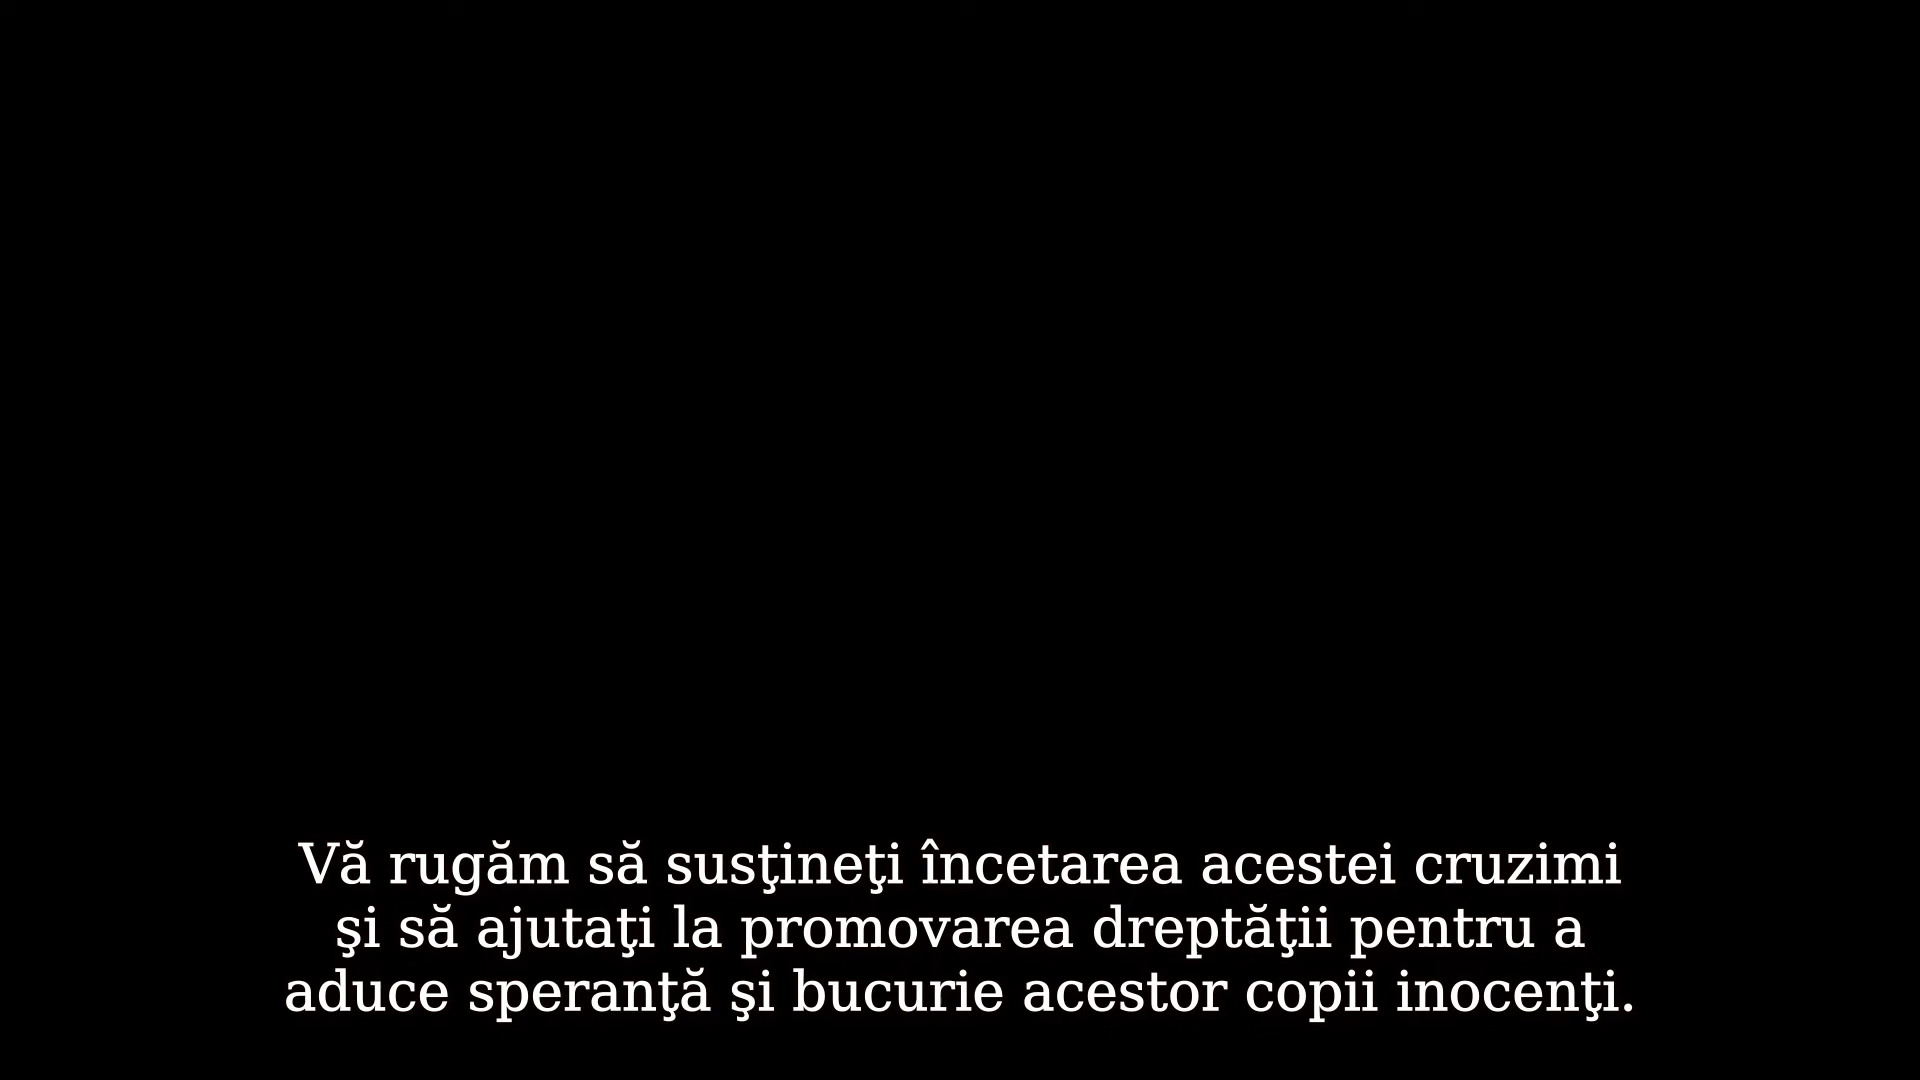 Vă rugăm să susţineţi încetarea acestei cruzimi
şi să ajutaţi la promovarea dreptăţii pentru a
aduce speranţă şi bucurie acestor copii inocenţi.